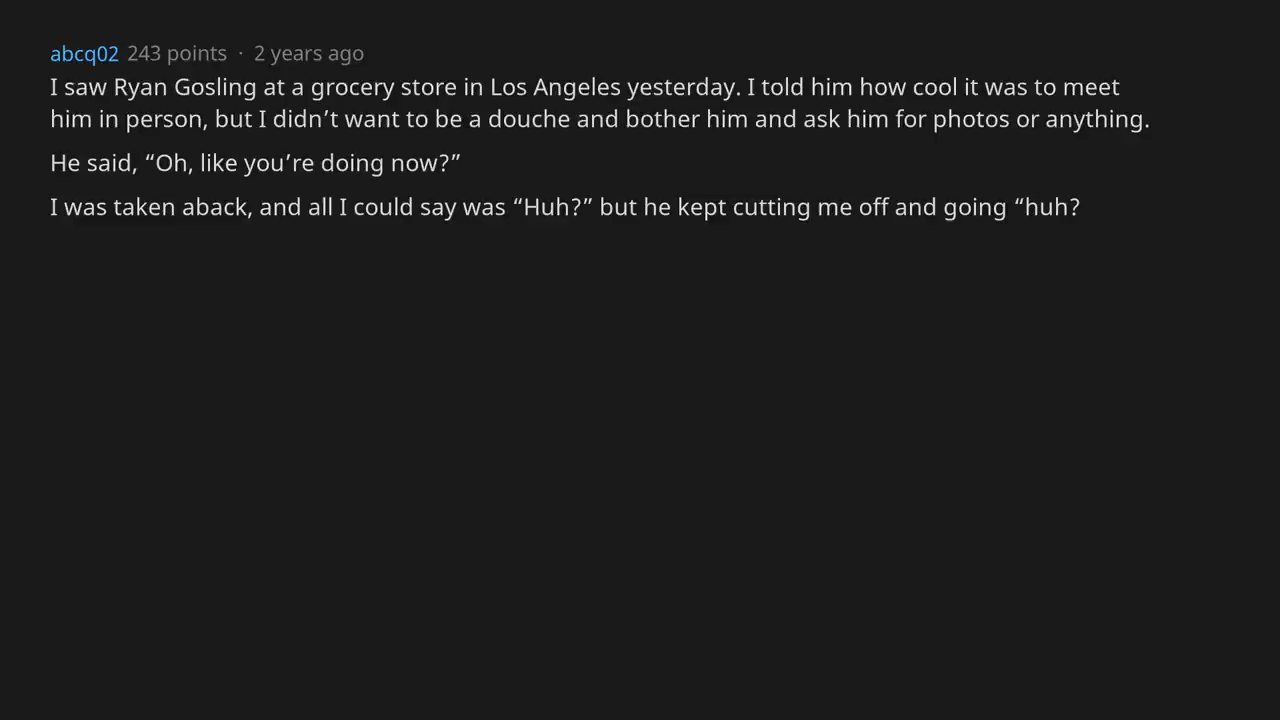 abcq02 243 points · 2 years ago
I saw Ryan Gosling at a grocery store in Los Angeles yesterday. I told him how cool it was to meet
him in person, but I didn’t want to be a douche and bother him and ask him for photos or anything.
He said, “Oh, like you’re doing now?”
I was taken aback, and all I could say was “Huh?” but he kept cutting me off and going “huh?